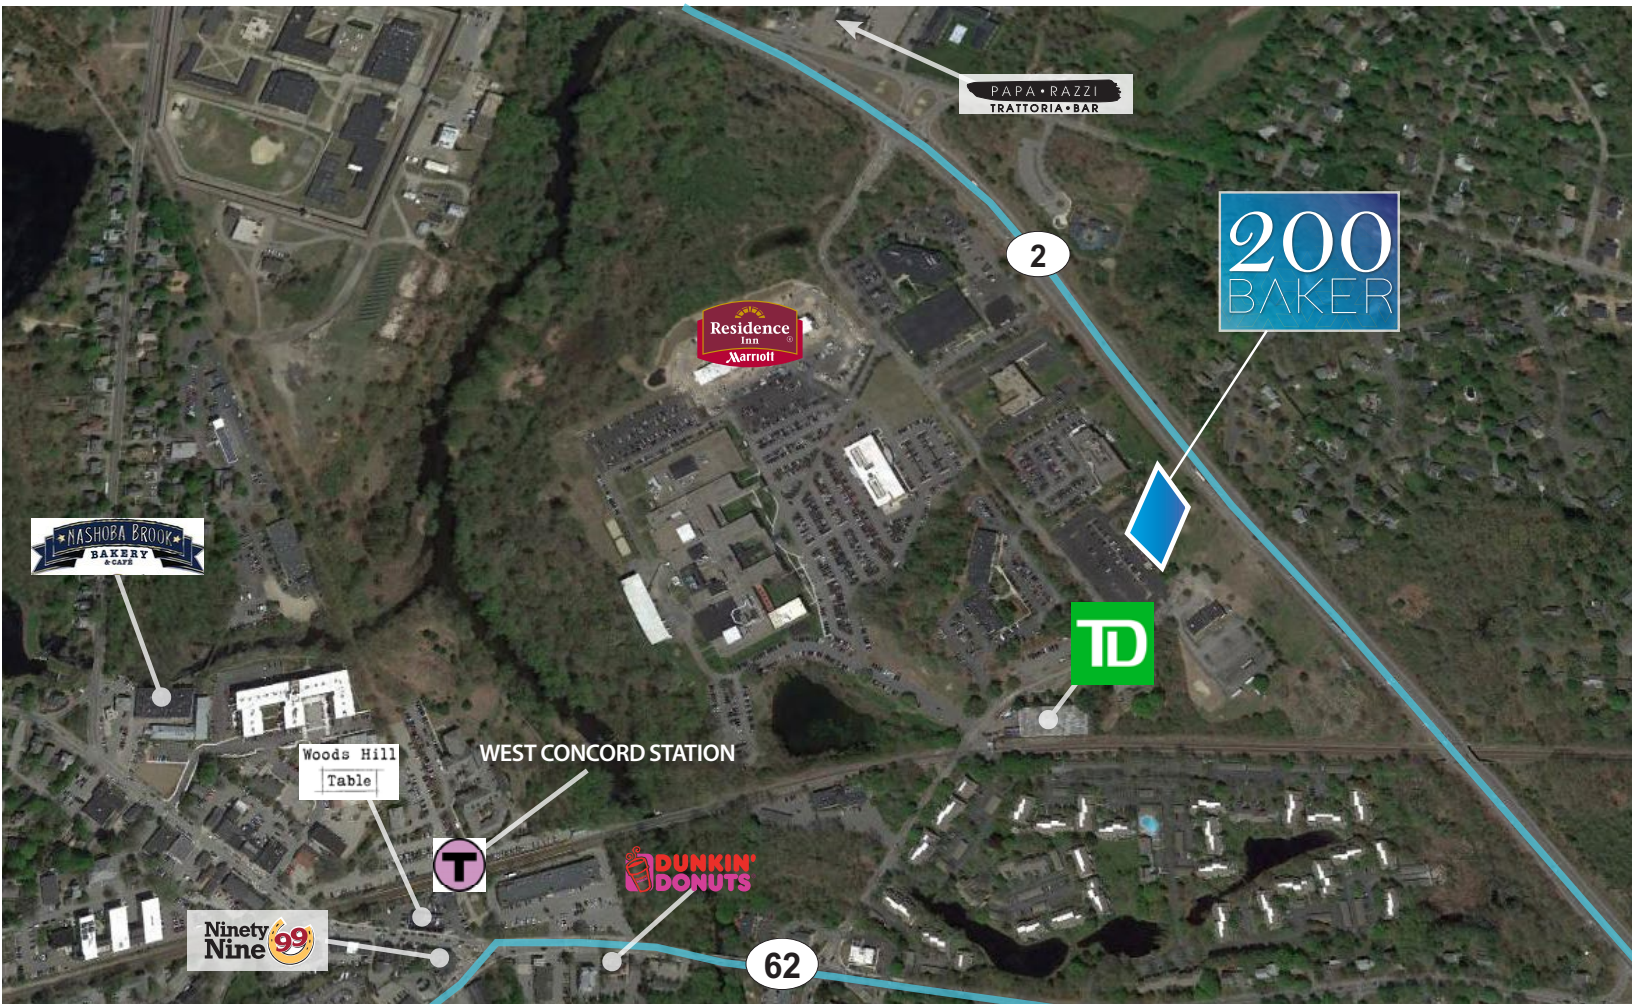 PAPA•RAZZI
TRATTORIA•BAR
200
BAKER
2
Residence
Inn
Marriott
NASHOBA BROOK
BAKERY
& CAFÉ
TD
Woods Hill
Table
WEST CONCORD STATION
T
DUNKIN'
DONUTS
Ninety
Nine 99
62